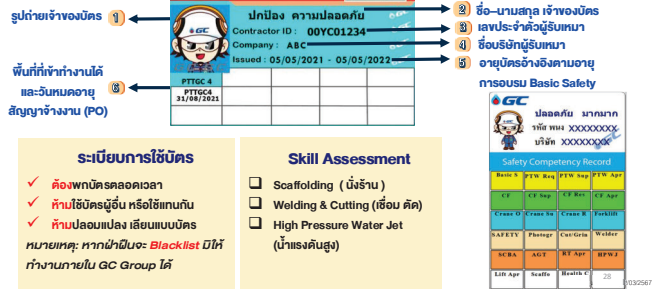 รูปถ่ายเจ้าของบัตร 1
ปกป้อง ความปลอดภัย
GC
Contractor ID : 00YC01234
Company : ABC
Issued : 05/05/2021 - 05/05/2022
2 ชื่อ–นามสกุล เจ้าของบัตร
3 เลขประจำตัวผู้รับเหมา
4 ชื่อบริษัทผู้รับเหมา
5 อายุบัตรอ้างอิงตามอายุ
การอบรม Basic Safety
พื้นที่ที่เข้าทำงานได้
และวันหมดอายุ
สัญญาจ้างงาน (PO)
6
PTTGC 4
PTTGC4
31/08/2021
ระเบียบการใช้บัตร
✓ ต้องพกบัตรตลอดเวลา
✓ ห้ามใช้บัตรผู้อื่น หรือใช้แทนกัน
✓ ห้ามปลอมแปลง เลียนแบบบัตร
หมายเหตุ: หากฝ่าฝืนจะ Blacklist มิให้
ทำงานภายใน GC Group ได้
Skill Assessment
❑ Scaffolding ( นั่งร้าน )
❑ Welding & Cutting (เชื่อม ตัด)
❑ High Pressure Water Jet
(น้ำแรงดันสูง)
GC
ปลอดภัย มากมาก
รหัส พนง XXXXXXXX
บริษัท XXXXXXXX
Safety Competency Record
Basic S PTW Req PTW Sup PTW Apr
CF CF Sup CF Res CF Apr
Crane O Crane Su Crane R Forklift
SAFETY Photogr Cut/Grin Welder
SCBA AGT RT Apr HPWJ
Lift Apr Scaffo Health C
28
/03/2567